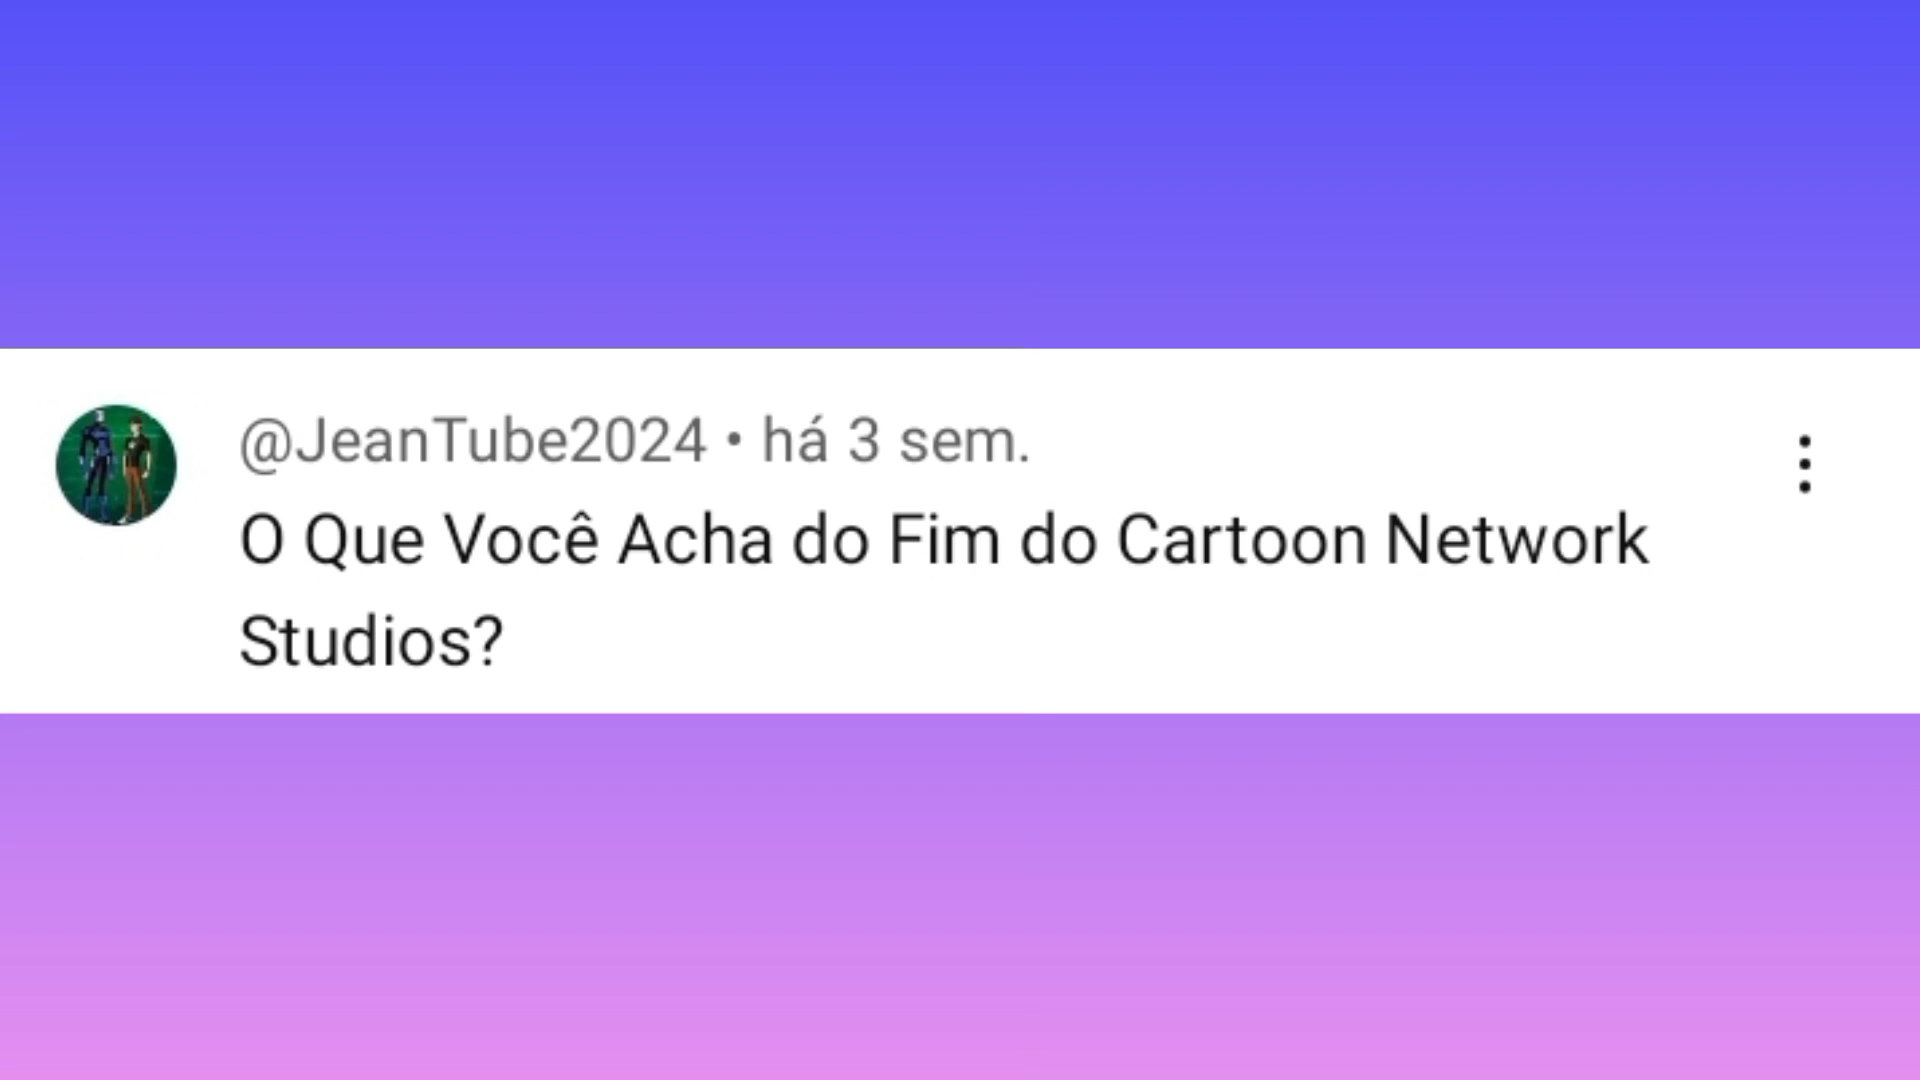 @JeanTube2024 • há 3 sem.
O Que Você Acha do Fim do Cartoon Network
Studios?